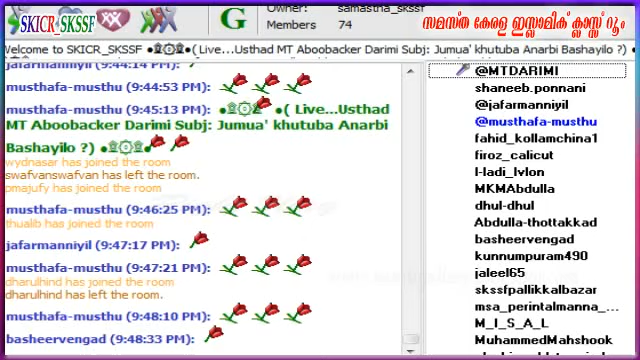 SKICR_SKSSF
Owner: samastha_skssf
Members 74
സമസ്ത കേരള ഇസ്ലാമിക് ക്ലാസ്സ് റൂം
Welcome to SKICR_SKSSF ●۩۞۩●( Live...Usthad MT Aboobacker Darimi Subj: Jumua' khutuba Anarbi Bashayilo ?) ●۩۞۩
jafarmanniyil (9:44:14 PM):
musthafa-musthu (9:44:53 PM):
musthafa-musthu (9:45:13 PM): ●۩۞۩ ●( Live...Usthad
MT Aboobacker Darimi Subj: Jumua' khutuba Anarbi
Bashayilo ?) ●۩۞۩●
wydnasar has joined the room
swafvanswafvan has left the room.
pmajufy has joined the room
musthafa-musthu (9:46:25 PM):
thualib has joined the room
jafarmanniyil (9:47:17 PM):
musthafa-musthu (9:47:21 PM):
dharulhind has joined the room
dharulhind has left the room.
musthafa-musthu (9:48:10 PM):
basheervengad (9:48:33 PM):
@MTDARIMI
shaneeb.ponnani
@jafarmanniyil
@musthafa-musthu
fahid_kollamchina1
firoz_calicut
l-ladi_lvlon
MKMAbdulla
dhul-dhul
Abdulla-thottakkad
basheervengad
kunnumpuram490
jaleel65
skssfpallikkalbazar
msa_perintalmanna_...
M_I_S_A_L
MuhammedMahshook